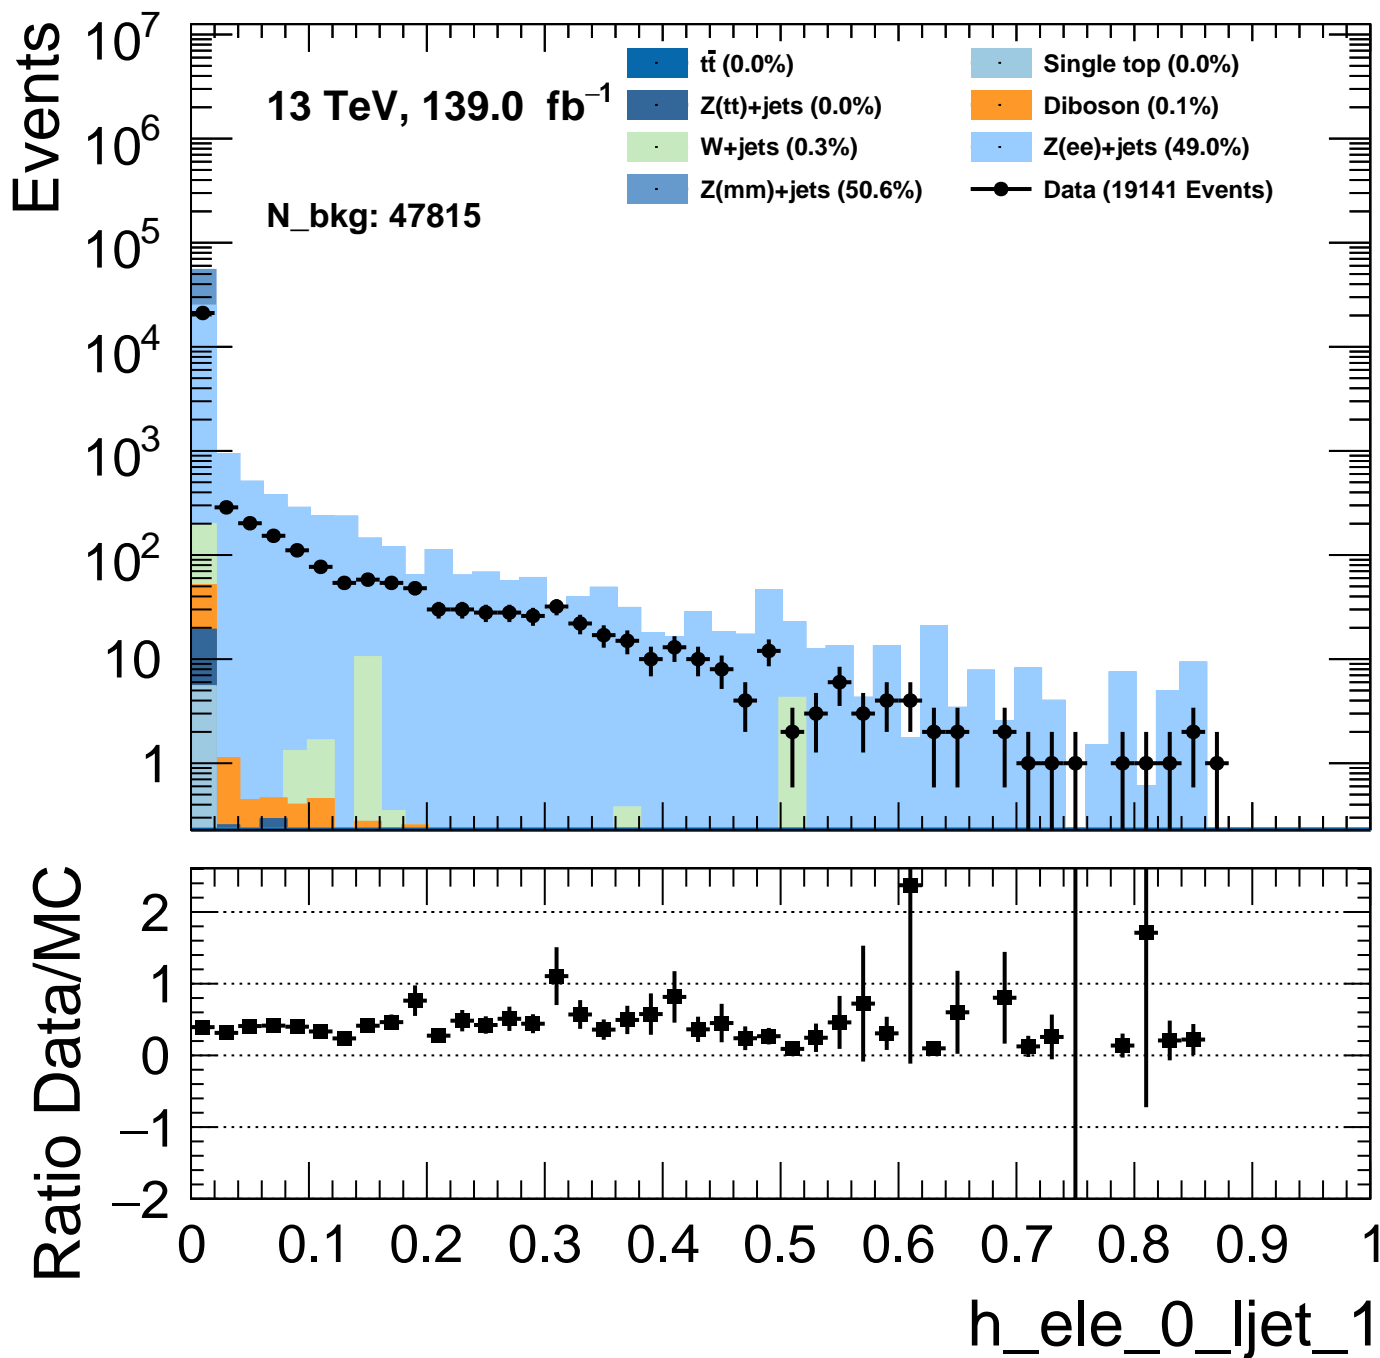 Events
10^7
10^6
10^5
10^4
10^3
10^2
10
1
13 TeV, 139.0 fb^−1
N_bkg: 47815
tt̄ (0.0%)
Single top (0.0%)
Z(tt)+jets (0.0%)
Diboson (0.1%)
W+jets (0.3%)
Z(ee)+jets (49.0%)
Z(mm)+jets (50.6%)
Data (19141 Events)
Ratio Data/MC
2
1
0
−1
−2
0 0.1 0.2 0.3 0.4 0.5 0.6 0.7 0.8 0.9 1
h_ele_0_ljet_1